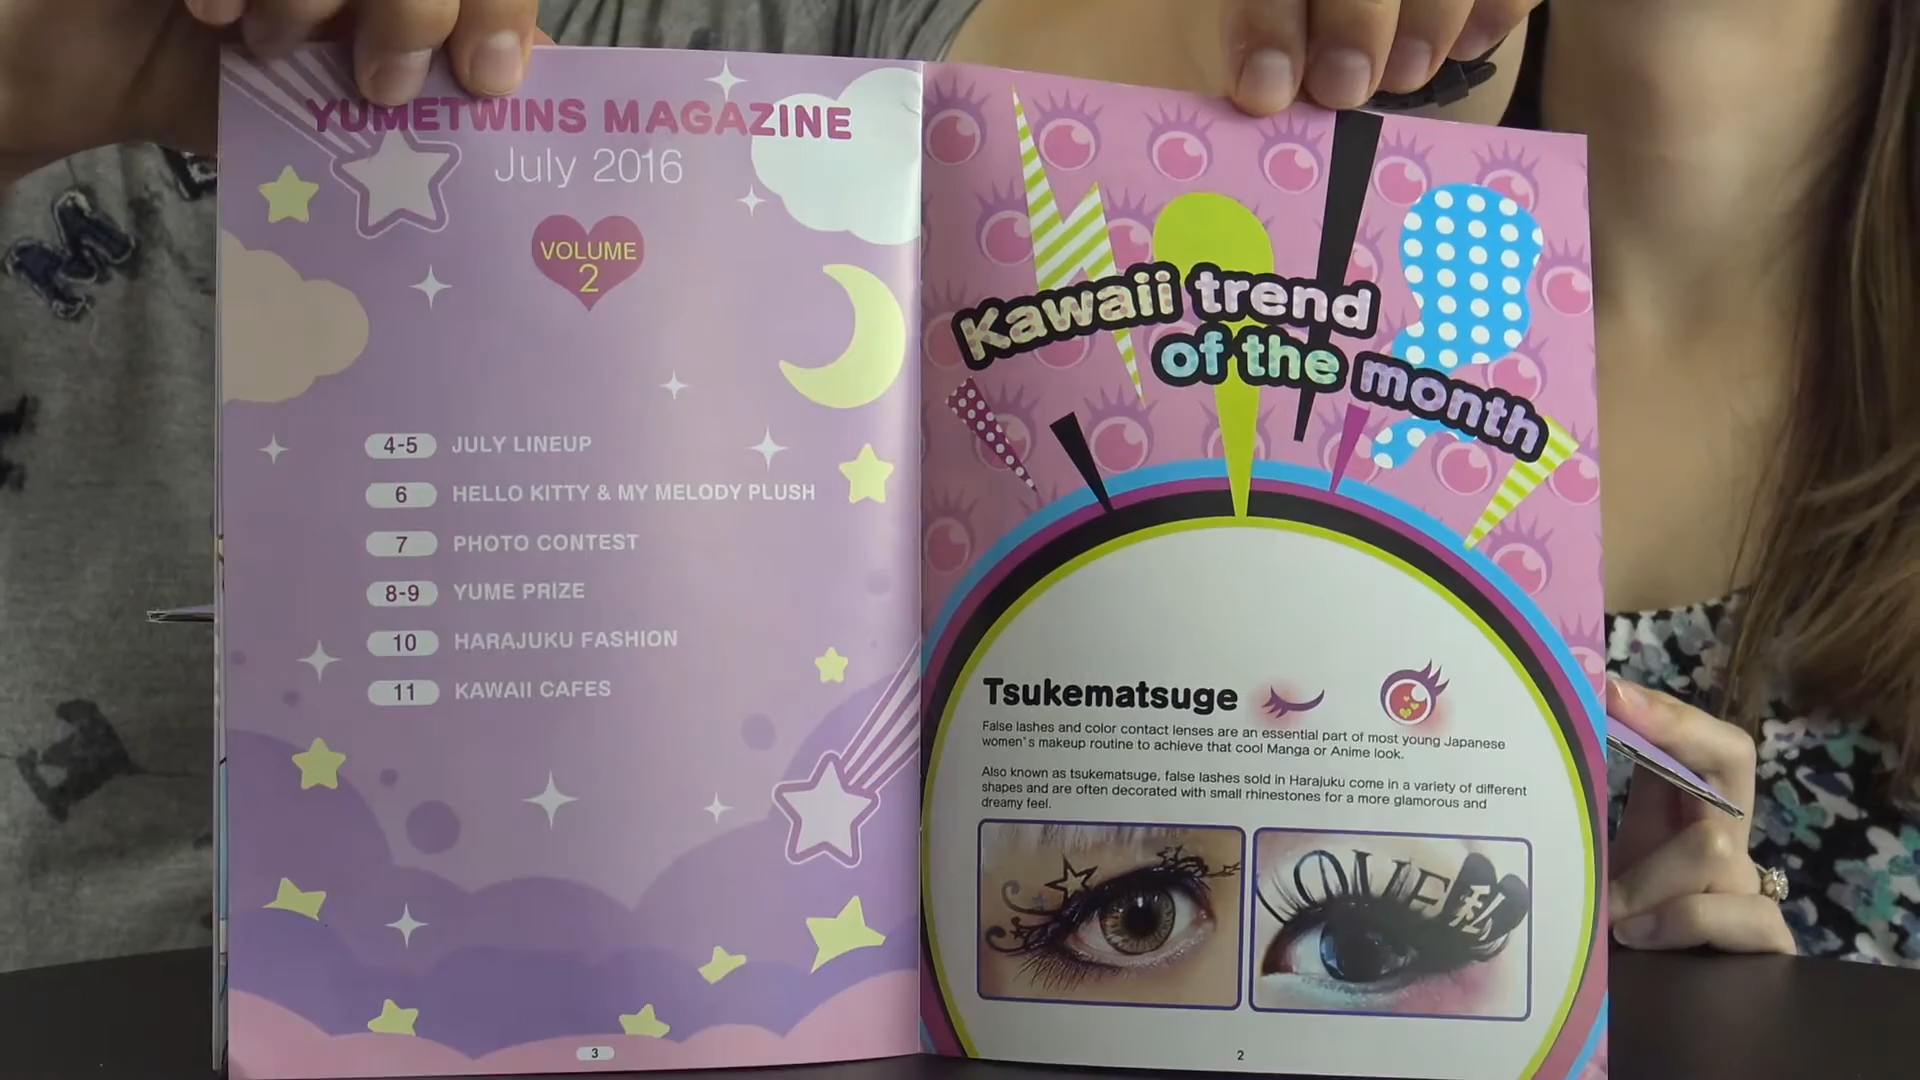 YUMETWINS MAGAZINE
July 2016
VOLUME
2
4-5 JULY LINEUP
6 HELLO KITTY & MY MELODY PLUSH
7 PHOTO CONTEST
8-9 YUME PRIZE
10 HARAJUKU FASHION
11 KAWAII CAFES
3
Kawaii trend
of the month
Tsukematsuge
False lashes and color contact lenses are an essential part of most young Japanese
women's makeup routine to achieve that cool Manga or Anime look.
Also known as tsukematsuge, false lashes sold in Harajuku come in a variety of different
shapes and are often decorated with small rhinestones for a more glamorous and
dreamy feel.
LOVE 私
2
M